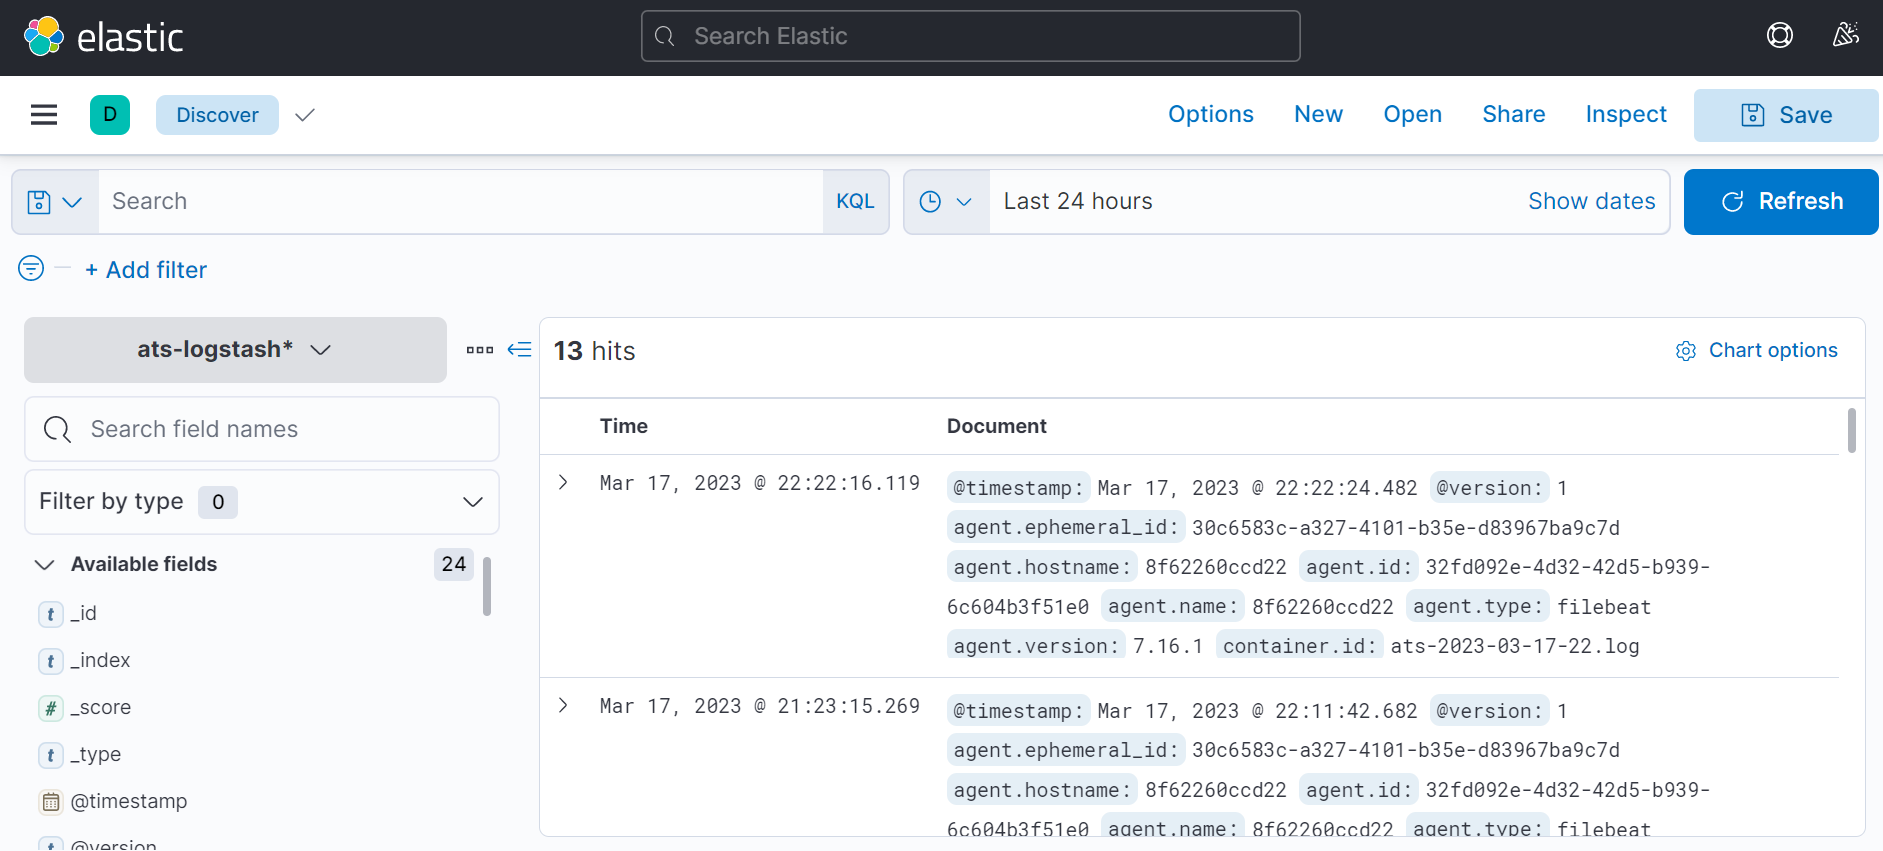 elastic
Search Elastic
D
Discover
Options
New
Open
Share
Inspect
Save
Search
KQL
Last 24 hours
Show dates
Refresh
+ Add filter
ats-logstash*
Search field names
Filter by type 0
Available fields 24
t _id
t _index
# _score
t _type
@timestamp
t @version
13 hits
Chart options
Time Document
Mar 17, 2023 @ 22:22:16.119
@timestamp: Mar 17, 2023 @ 22:22:24.482 @version: 1
agent.ephemeral_id: 30c6583c-a327-4101-b35e-d83967ba9c7d
agent.hostname: 8f62260ccd22 agent.id: 32fd092e-4d32-42d5-b939-
6c604b3f51e0 agent.name: 8f62260ccd22 agent.type: filebeat
agent.version: 7.16.1 container.id: ats-2023-03-17-22.log
Mar 17, 2023 @ 21:23:15.269
@timestamp: Mar 17, 2023 @ 22:11:42.682 @version: 1
agent.ephemeral_id: 30c6583c-a327-4101-b35e-d83967ba9c7d
agent.hostname: 8f62260ccd22 agent.id: 32fd092e-4d32-42d5-b939-
6c604b3f51e0 agent.name: 8f62260ccd22 agent.type: filebeat